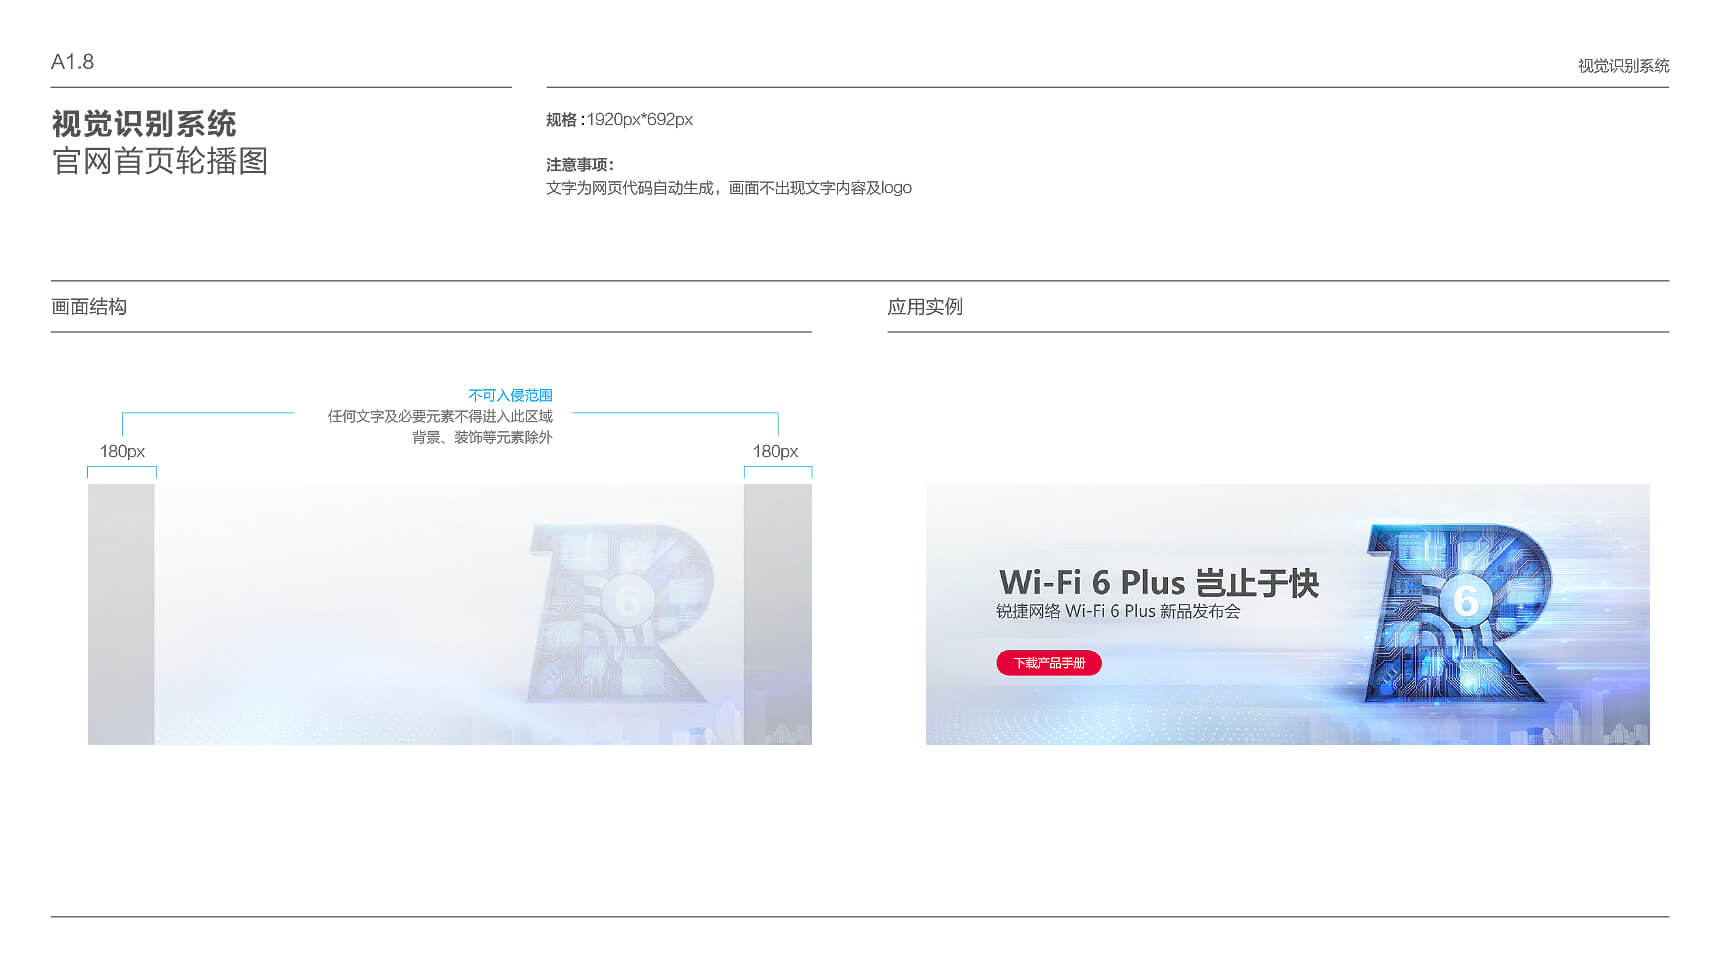 A1.8
视觉识别系统
视觉识别系统
官网首页轮播图
规格 :1920px*692px
注意事项：
文字为网页代码自动生成，画面不出现文字内容及logo
画面结构
应用实例
不可入侵范围
任何文字及必要元素不得进入此区域
背景、装饰等元素除外
180px
180px
6
Wi-Fi 6 Plus 岂止于快
锐捷网络 Wi-Fi 6 Plus 新品发布会
下载产品手册
6